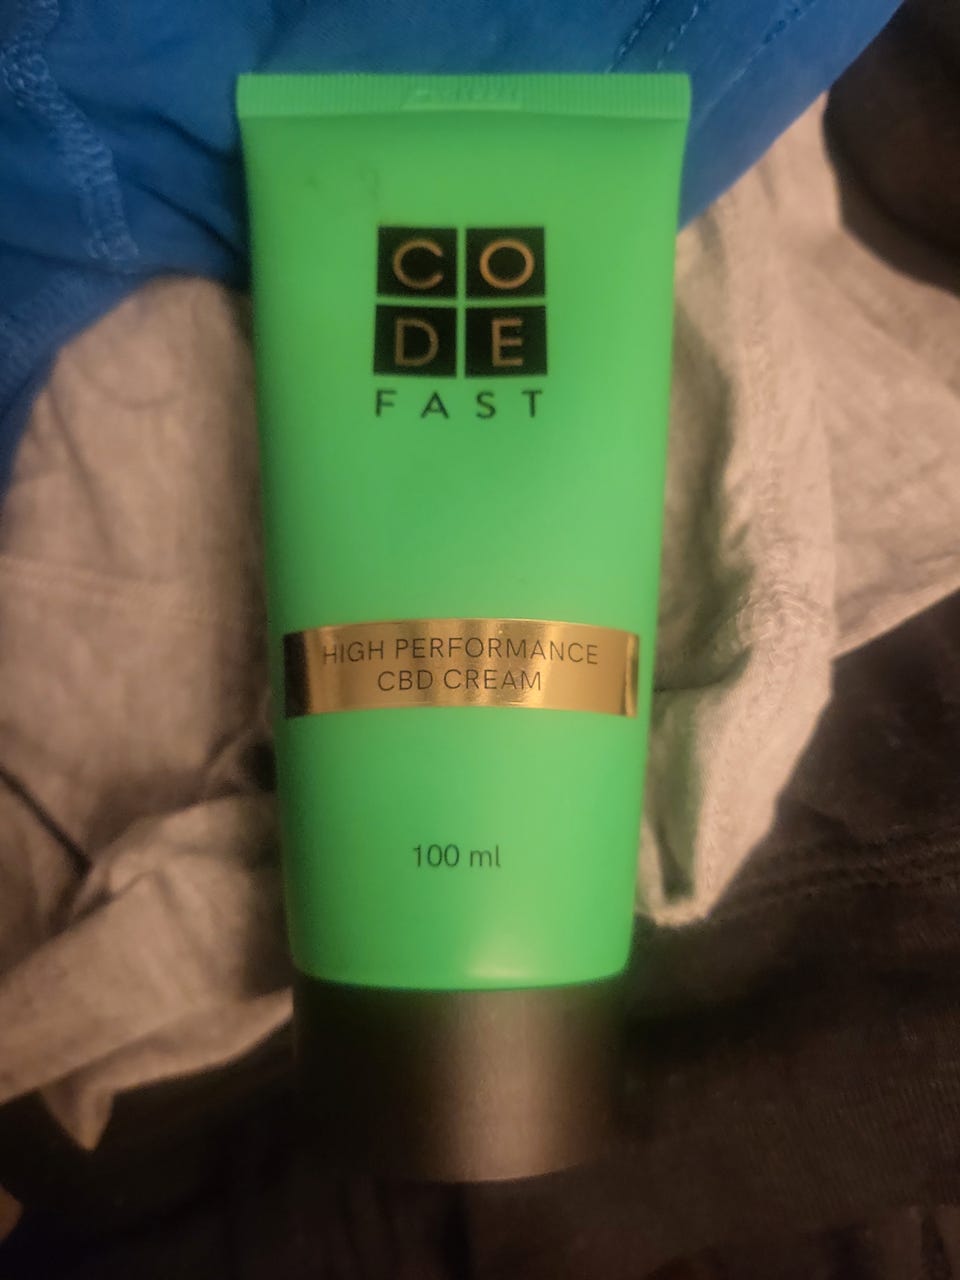 CO
DE
FAST
HIGH PERFORMANCE
CBD CREAM
100 ml